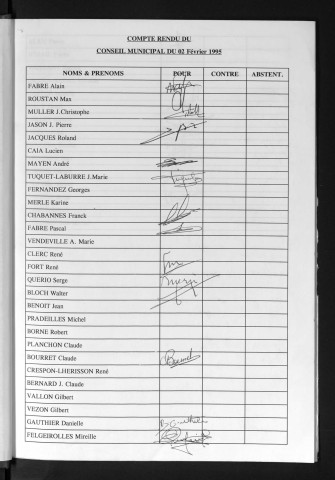 COMPTE RENDU DU
CONSEIL MUNICIPAL DU 02 Février 1995
NOMS & PRENOMS POUR CONTRE ABSTENT.
FABRE Alain
ROUSTAN Max
MULLER J.Christophe
JASON J. Pierre
JACQUES Roland
CAIA Lucien
MAYEN André
TUQUET-LABURRE J.Marie
FERNANDEZ Georges
MERLE Karine
CHABANNES Franck
FABRE Pascal
VENDEVILLE A. Marie
CLERC René
FORT René
QUERIO Serge
BLOCH Walter
BENOIT Jean
PRADEILLES Michel
BORNE Robert
PLANCHON Claude
BOURRET Claude
CRESPON-LHERISSON René
BERNARD J. Claude
VALLON Gilbert
VEZON Gilbert
GAUTHIER Danielle
FELGEIROLLES Mireille